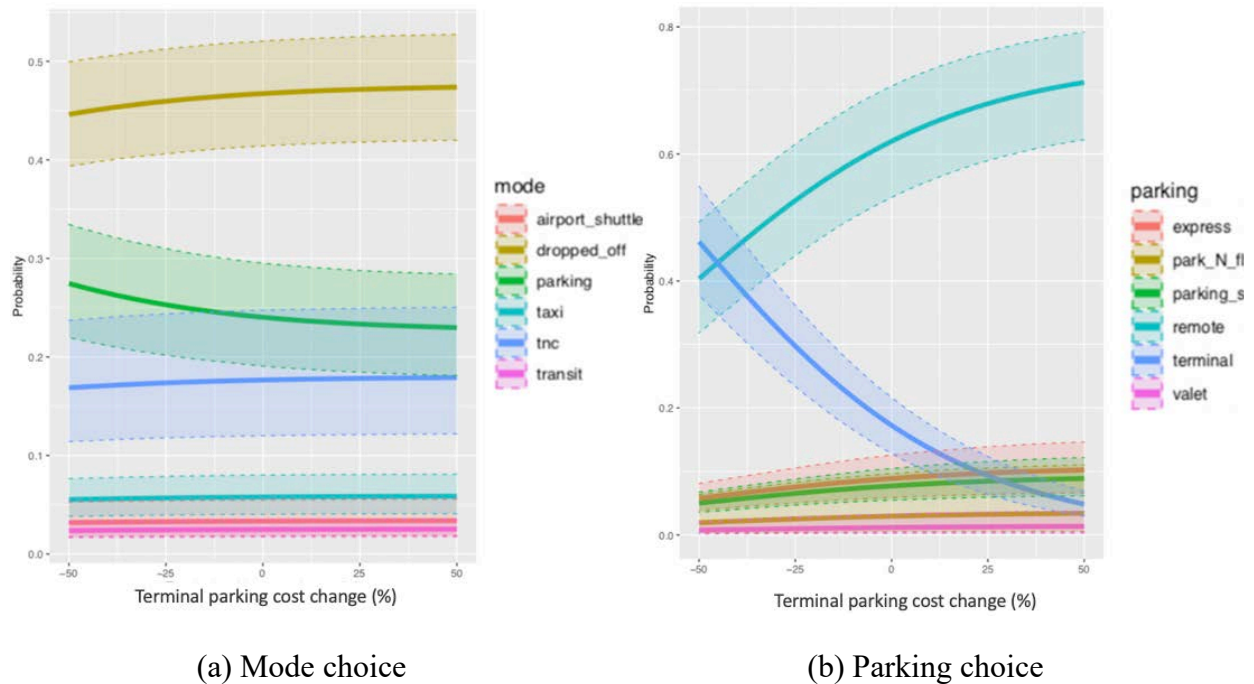 0.5
0.4
0.3
0.2
0.1
0.0
Probability
-50
-25
0
25
50
Terminal parking cost change (%)
mode
airport_shuttle
dropped_off
parking
taxi
tnc
transit
(a) Mode choice
0.8
0.6
0.4
0.2
0.0
Probability
-50
-25
0
25
50
Terminal parking cost change (%)
parking
express
park_N_fl
parking_s
remote
terminal
valet
(b) Parking choice